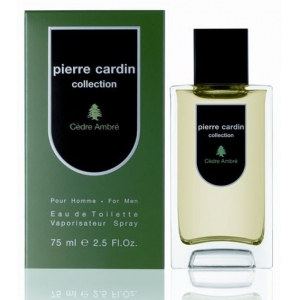 pierre cardin
collection
Cèdre Ambré
Pour Homme • For Men
Eau de Toilette
Vaporisateur Spray
75 ml ℮ 2.5 Fl.Oz.
pierre cardin
collection
Cèdre Ambré